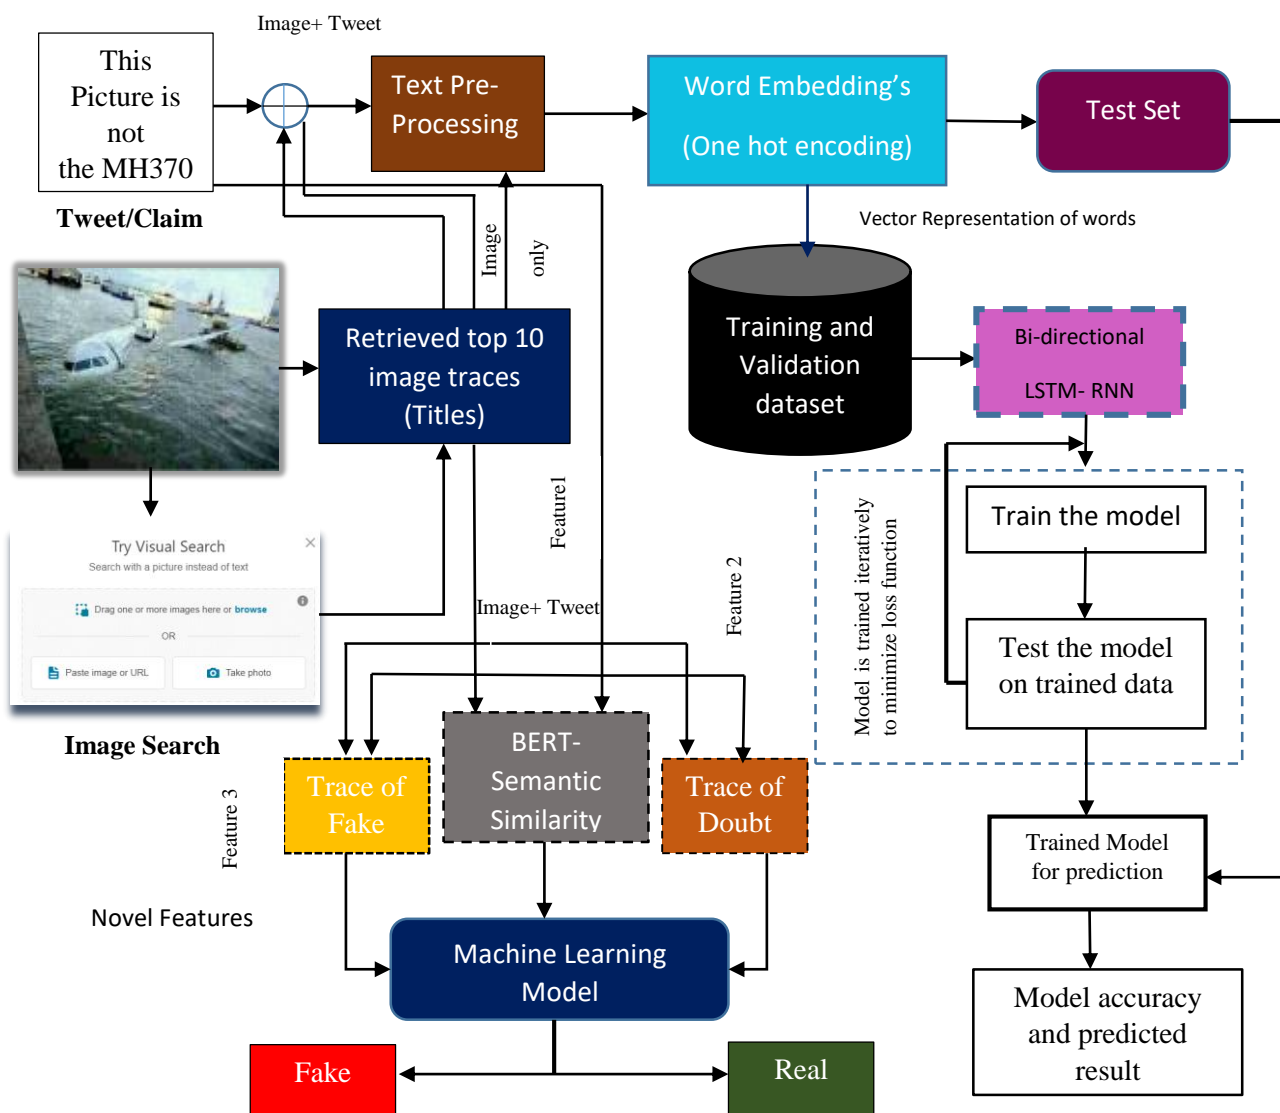 Image+ Tweet
This
Picture is
not
the MH370
Tweet/Claim
Text Pre-
Processing
Word Embedding's
(One hot encoding)
Test Set
Vector Representation of words
Image
only
Retrieved top 10
image traces
(Titles)
Training and
Validation
dataset
Bi-directional
LSTM- RNN
Try Visual Search
Search with a picture instead of text
Drag one or more images here or browse
OR
Paste image or URL
Take photo
Image Search
Feature1
Image+ Tweet
Feature 2
Model is trained iteratively
to minimize loss function
Train the model
Test the model
on trained data
Trace of
Fake
BERT-
Semantic
Similarity
Trace of
Doubt
Feature 3
Novel Features
Machine Learning
Model
Fake
Real
Trained Model
for prediction
Model accuracy
and predicted
result